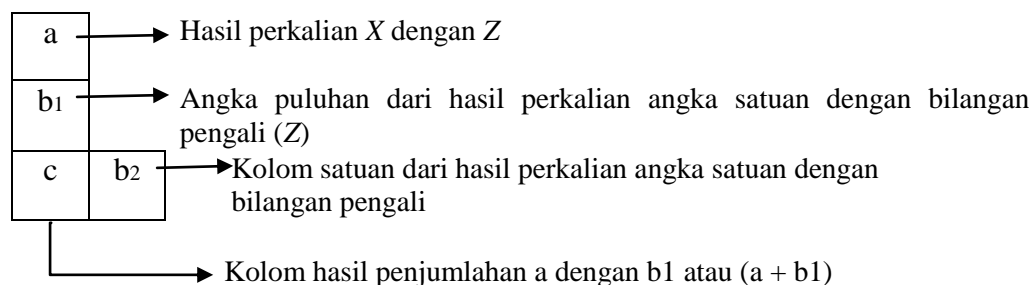 a Hasil perkalian X dengan Z
b1 Angka puluhan dari hasil perkalian angka satuan dengan bilangan
pengali (Z)
c b2 Kolom satuan dari hasil perkalian angka satuan dengan
bilangan pengali
Kolom hasil penjumlahan a dengan b1 atau (a + b1)